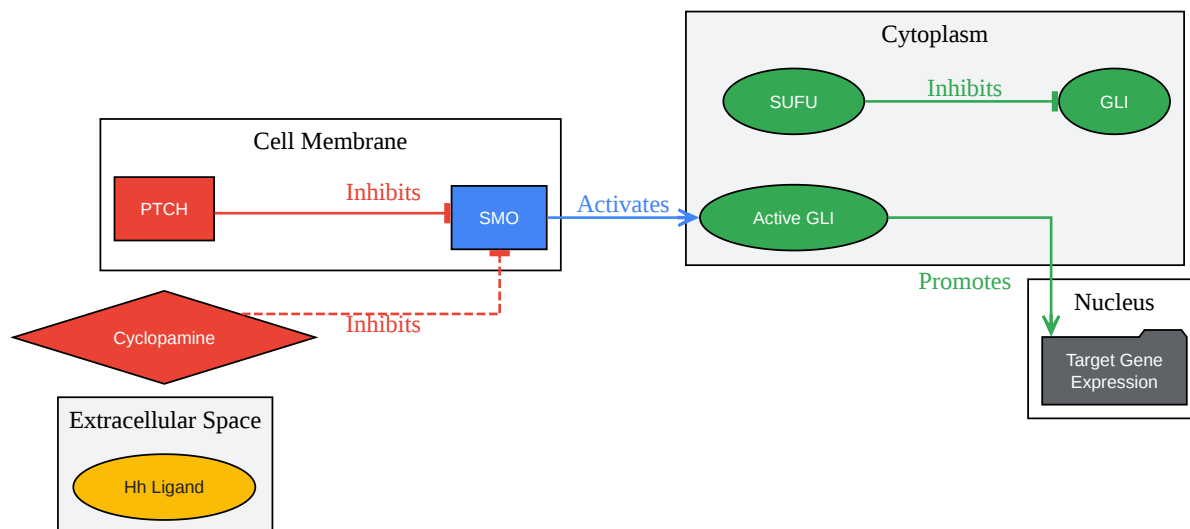 Cytoplasm
SUFU
Inhibits
GLI
Cell Membrane
PTCH
Inhibits
SMO
Activates
Active GLI
Promotes
Nucleus
Target Gene
Expression
Cyclopamine
Inhibits
Extracellular Space
Hh Ligand